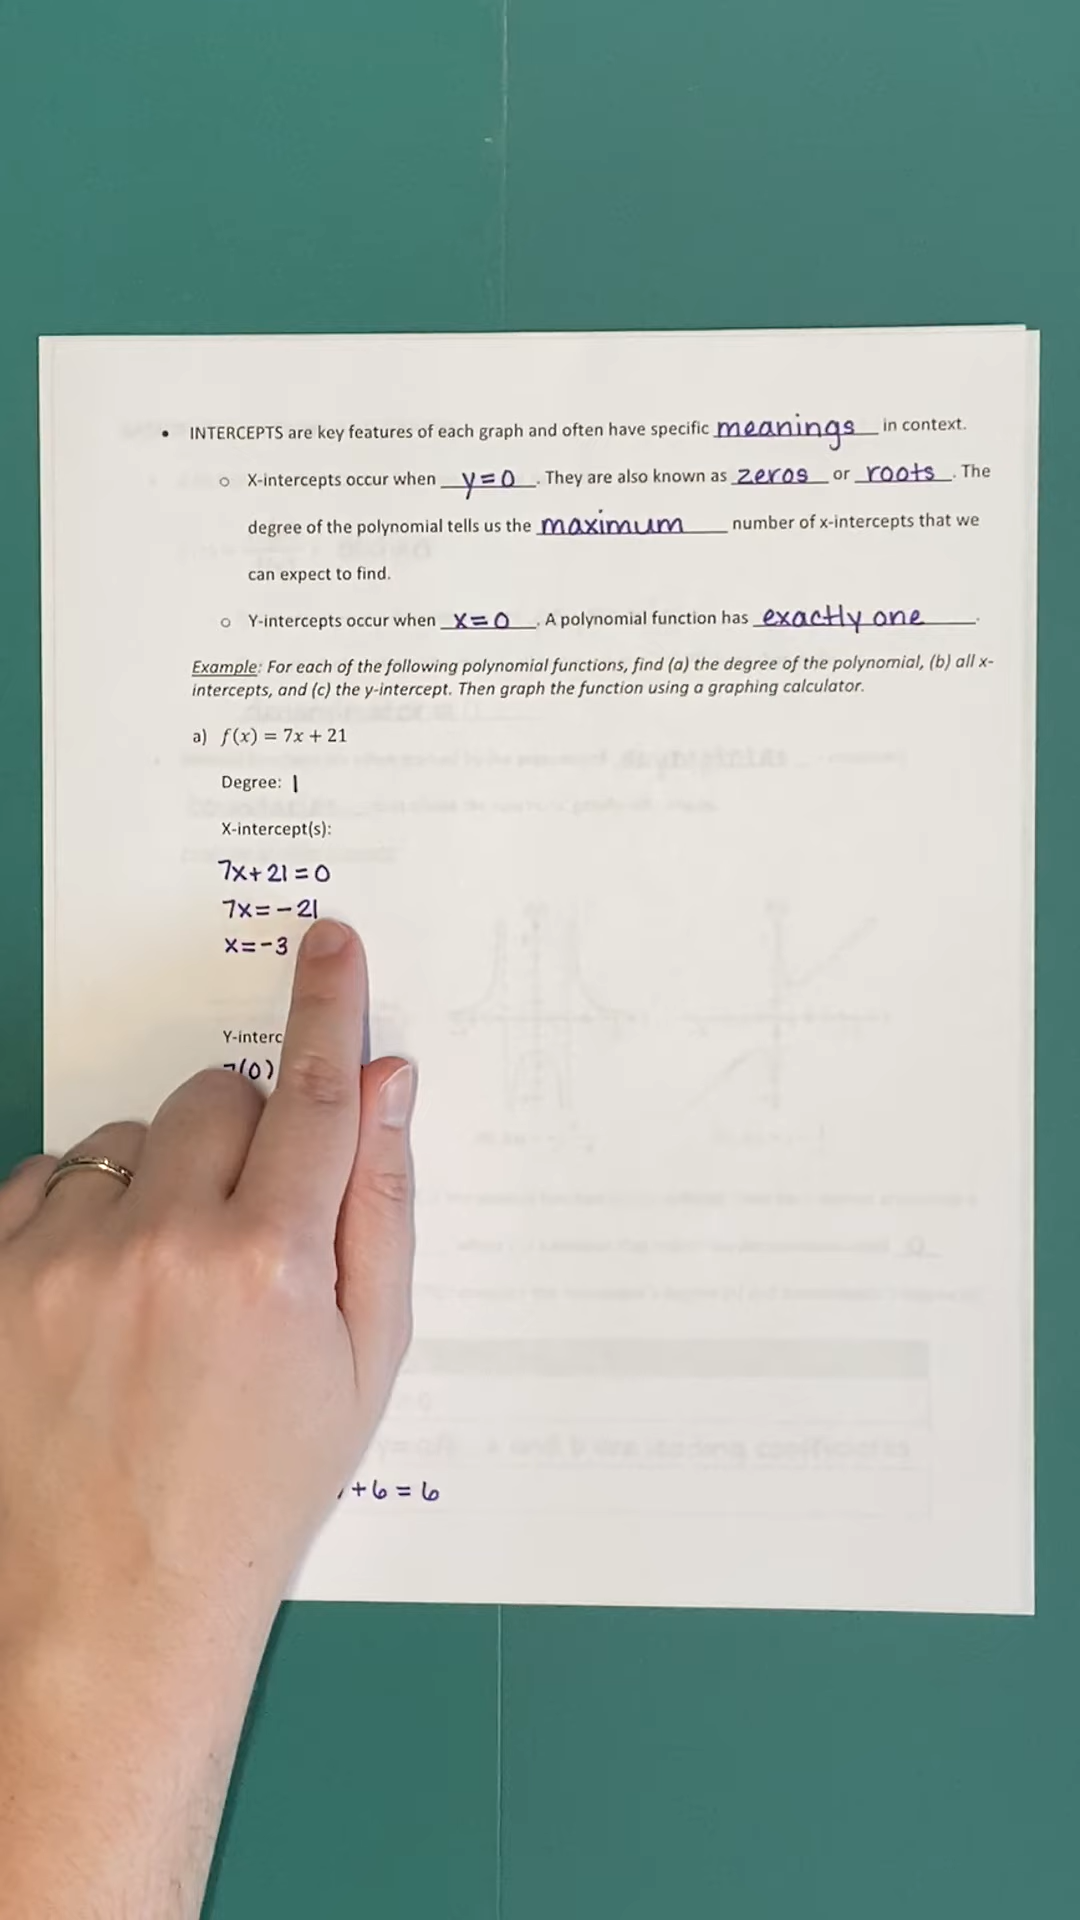 • INTERCEPTS are key features of each graph and often have specific meanings in context.
o X-intercepts occur when y=0. They are also known as zeros or roots. The
degree of the polynomial tells us the maximum number of x-intercepts that we
can expect to find.
o Y-intercepts occur when x=0. A polynomial function has exactly one.
Example: For each of the following polynomial functions, find (a) the degree of the polynomial, (b) all x-
intercepts, and (c) the y-intercept. Then graph the function using a graphing calculator.
a) f(x) = 7x + 21
Degree: 1
X-intercept(s):
7x+21=0
7x=-21
x=-3
Y-interc
7(0)
+6=6